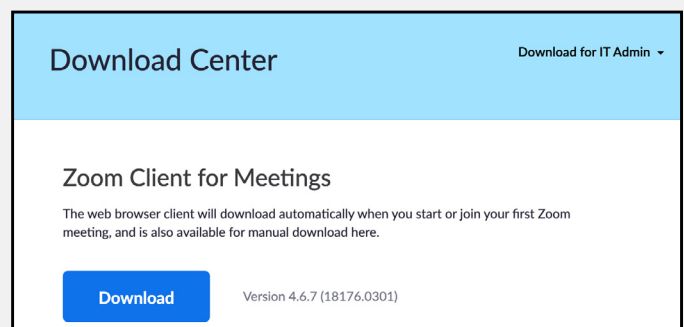 Download Center
Download for IT Admin
Zoom Client for Meetings
The web browser client will download automatically when you start or join your first Zoom
meeting, and is also available for manual download here.
Download
Version 4.6.7 (18176.0301)